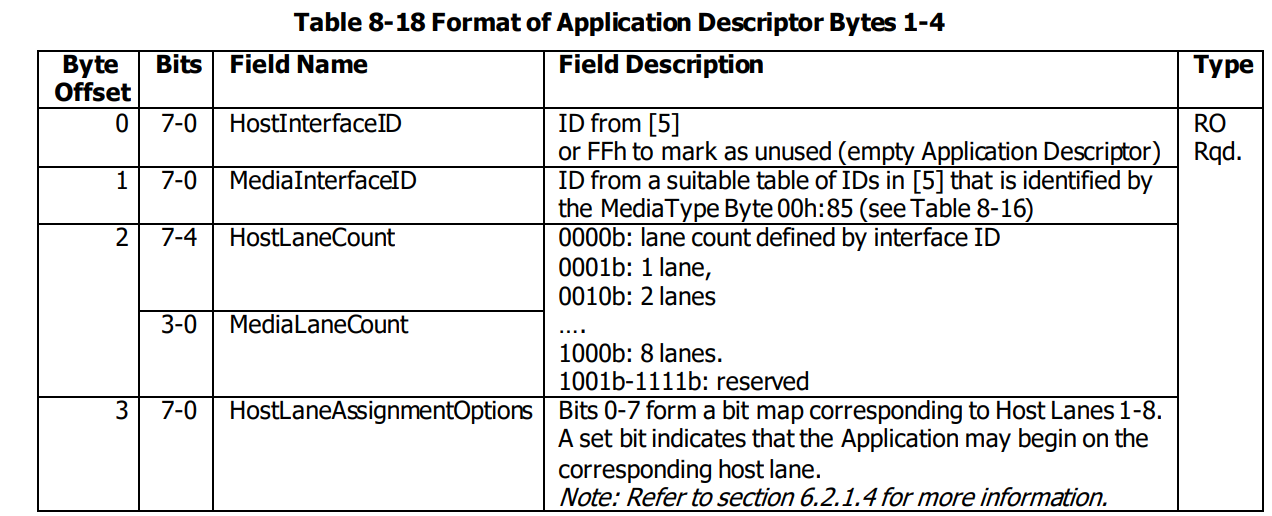 Table 8-18 Format of Application Descriptor Bytes 1-4
Byte Offset Bits Field Name Field Description Type
0 7-0 HostInterfaceID ID from [5]
or FFh to mark as unused (empty Application Descriptor)
RO
Rqd.
1 7-0 MediaInterfaceID ID from a suitable table of IDs in [5] that is identified by
the MediaType Byte 00h:85 (see Table 8-16)
2 7-4 HostLaneCount 0000b: lane count defined by interface ID
0001b: 1 lane,
0010b: 2 lanes
3-0 MediaLaneCount ….
1000b: 8 lanes.
1001b-1111b: reserved
3 7-0 HostLaneAssignmentOptions Bits 0-7 form a bit map corresponding to Host Lanes 1-8.
A set bit indicates that the Application may begin on the
corresponding host lane.
Note: Refer to section 6.2.1.4 for more information.